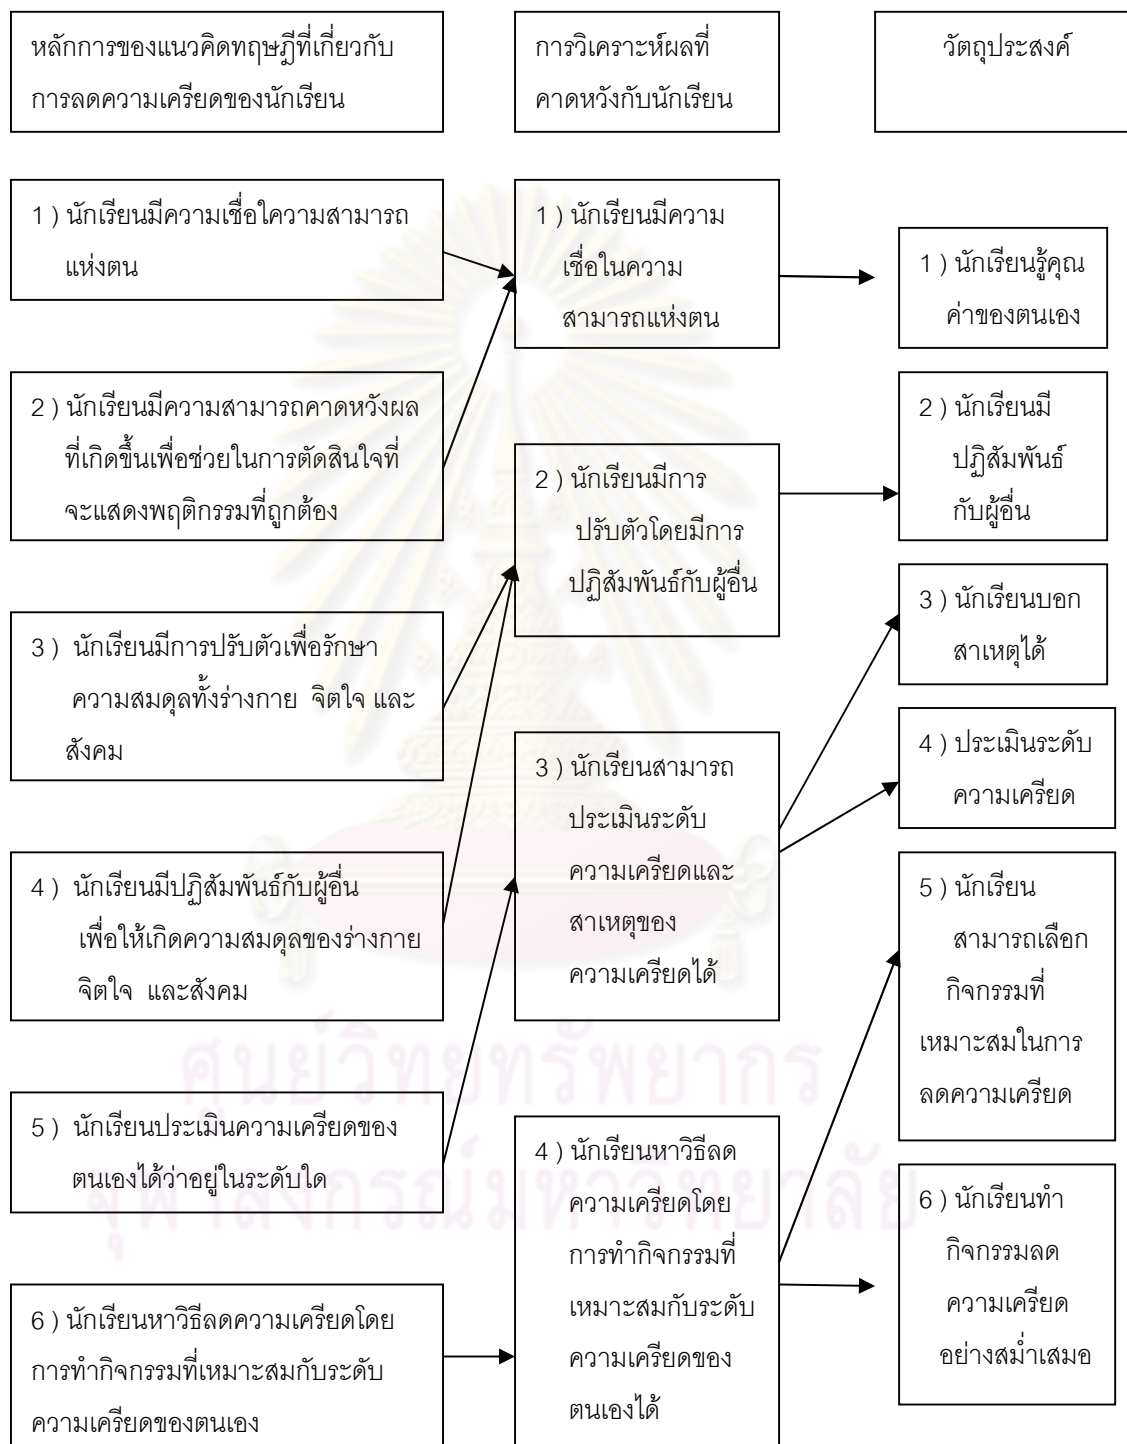 หลักการของแนวคิดทฤษฎีที่เกี่ยวกับ
การลดความเครียดของนักเรียน
การวิเคราะห์ผลที่
คาดหวังกับนักเรียน
วัตถุประสงค์
1 ) นักเรียนมีความเชื่อใความสามารถ
แห่งตน
2 ) นักเรียนมีความสามารถคาดหวังผล
ที่เกิดขึ้นเพื่อช่วยในการตัดสินใจที่
จะแสดงพฤติกรรมที่ถูกต้อง
3 ) นักเรียนมีการปรับตัวเพื่อรักษา
ความสมดุลทั้งร่างกาย จิตใจ และ
สังคม
4 ) นักเรียนมีปฏิสัมพันธ์กับผู้อื่น
เพื่อให้เกิดความสมดุลของร่างกาย
จิตใจ และสังคม
5 ) นักเรียนประเมินความเครียดของ
ตนเองได้ว่าอยู่ในระดับใด
6 ) นักเรียนหาวิธีลดความเครียดโดย
การทำกิจกรรมที่เหมาะสมกับระดับ
ความเครียดของตนเอง
1 ) นักเรียนมีความ
เชื่อในความ
สามารถแห่งตน
2 ) นักเรียนมีการ
ปรับตัวโดยมีการ
ปฏิสัมพันธ์กับผู้อื่น
3 ) นักเรียนสามารถ
ประเมินระดับ
ความเครียดและ
สาเหตุของ
ความเครียดได้
4 ) นักเรียนหาวิธีลด
ความเครียดโดย
การทำกิจกรรมที่
เหมาะสมกับระดับ
ความเครียดของ
ตนเองได้
1 ) นักเรียนรู้คุณ
ค่าของตนเอง
2 ) นักเรียนมี
ปฏิสัมพันธ์
กับผู้อื่น
3 ) นักเรียนบอก
สาเหตุได้
4 ) ประเมินระดับ
ความเครียด
5 ) นักเรียน
สามารถเลือก
กิจกรรมที่
เหมาะสมในการ
ลดความเครียด
6 ) นักเรียนทำ
กิจกรรมลด
ความเครียด
อย่างสม่ำเสมอ
ศูนย์วิทยทรัพยากร
จุฬาลงกรณ์มหาวิทยาลัย